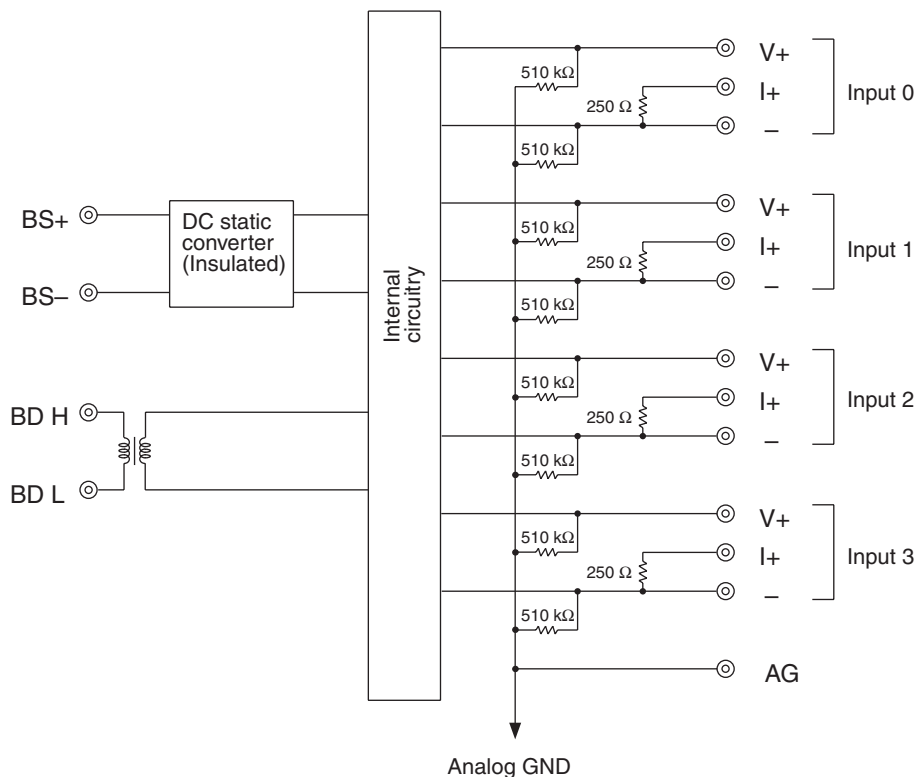 BS+
BS–
BD H
BD L
DC static
converter
(Insulated)
Internal
circuitry
510 kΩ
250 Ω
510 kΩ
V+
I+
–
Input 0
510 kΩ
250 Ω
510 kΩ
V+
I+
–
Input 1
510 kΩ
250 Ω
510 kΩ
V+
I+
–
Input 2
510 kΩ
250 Ω
510 kΩ
V+
I+
–
Input 3
AG
Analog GND